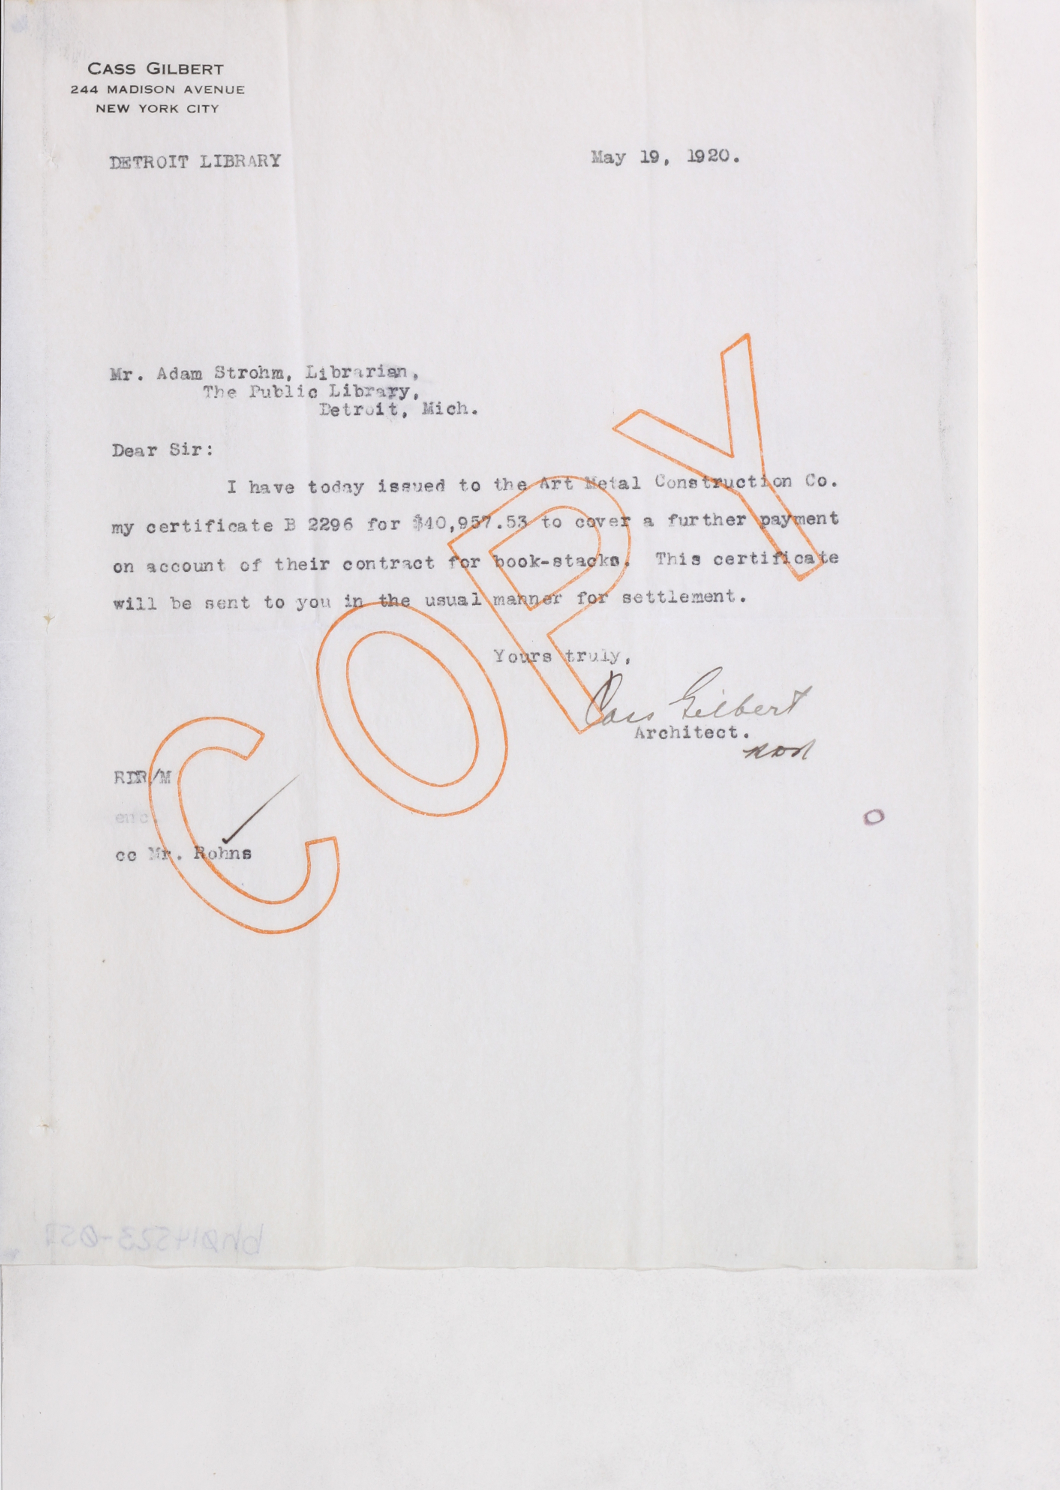 CASS GILBERT
244 MADISON AVENUE
NEW YORK CITY
DETROIT LIBRARY May 19, 1920.
Mr. Adam Strohm, Librarian,
The Public Library,
Detroit, Mich.
Dear Sir:
I have today issued to the Art Metal Construction Co.
my certificate B 2296 for $40,957.53 to cover a further payment
on account of their contract for book-stacks. This certificate
will be sent to you in the usual manner for settlement.
Yours truly,
Cass Gilbert
Architect.
RDR/M
enc.
cc Mr. Rohns
COPY